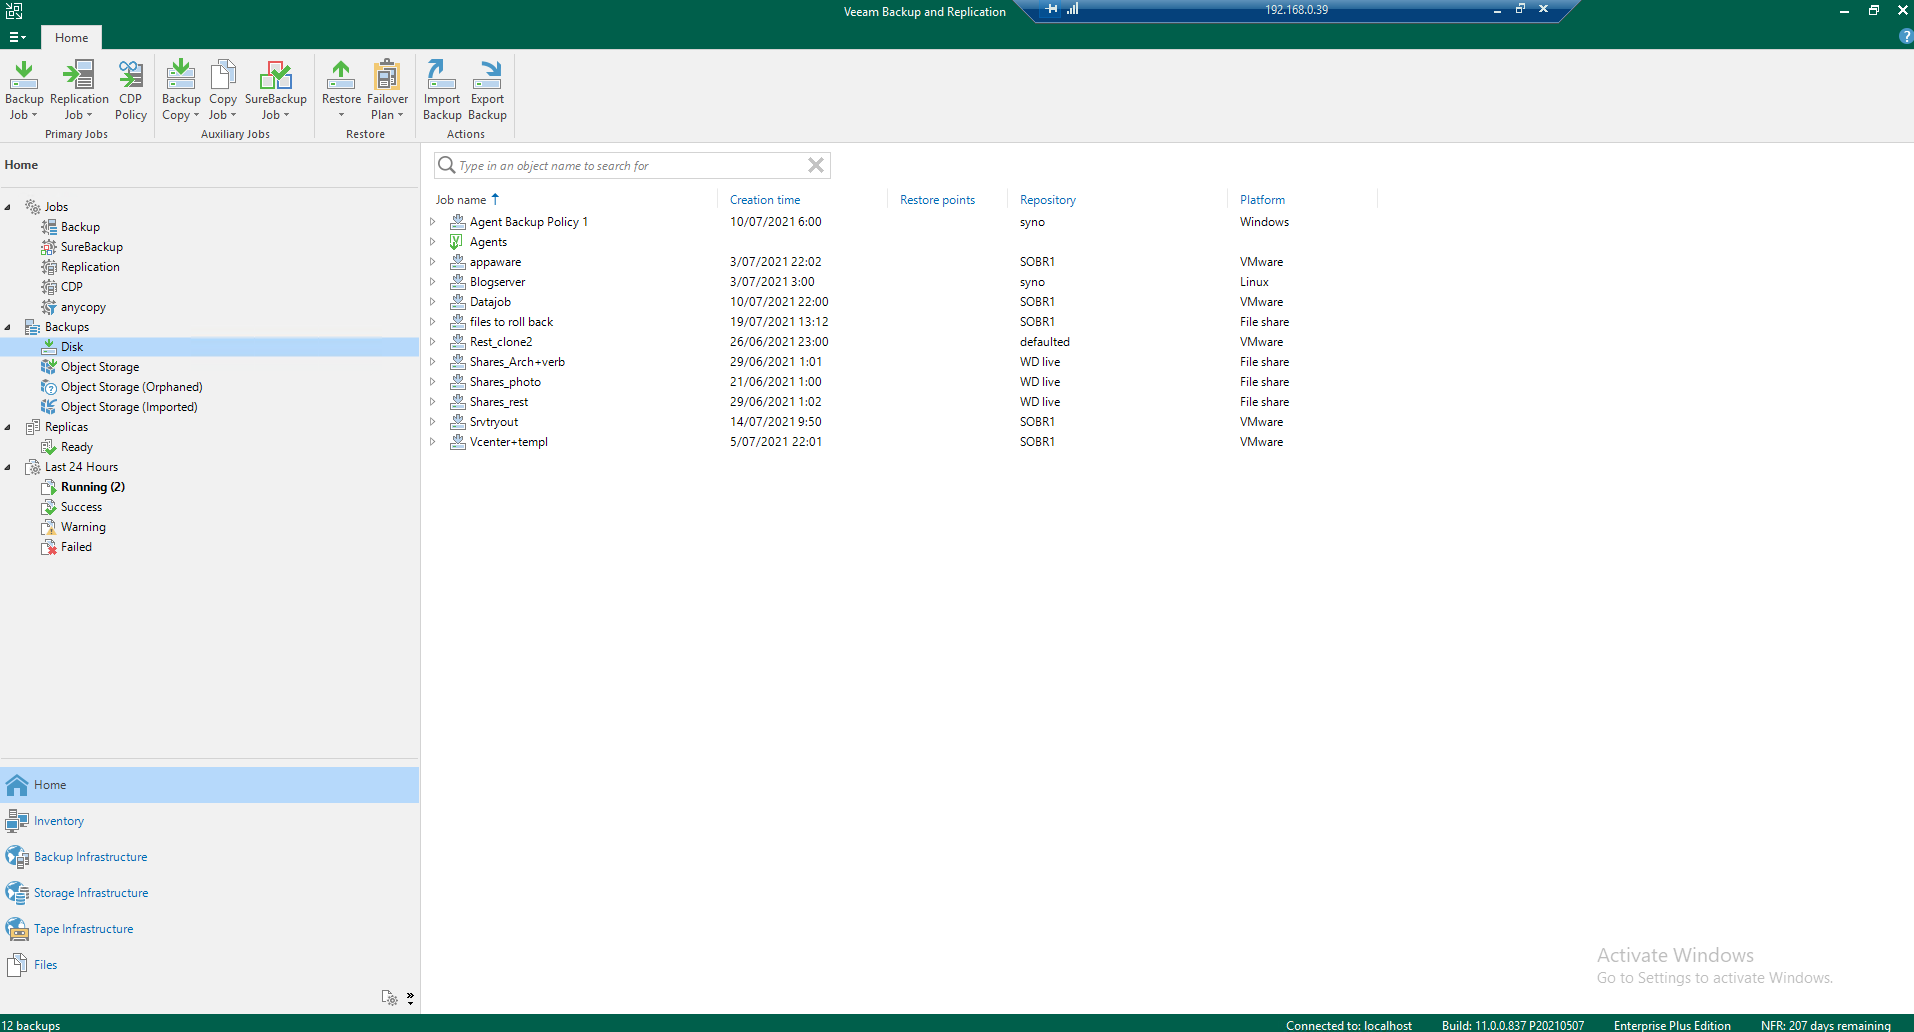 Veeam Backup and Replication
192.168.0.39
Home
Backup Job
Replication Job
CDP Policy
Backup Copy
Copy Job
SureBackup Job
Restore
Failover Plan
Import Backup
Export Backup
Primary Jobs
Auxiliary Jobs
Restore
Actions
Home
Type in an object name to search for
Jobs
Backup
SureBackup
Replication
CDP
anycopy
Backups
Disk
Object Storage
Object Storage (Orphaned)
Object Storage (Imported)
Replicas
Ready
Last 24 Hours
Running (2)
Success
Warning
Failed
Job name Creation time Restore points Repository Platform
Agent Backup Policy 1 10/07/2021 6:00 syno Windows
Agents
appaware 3/07/2021 22:02 SOBR1 VMware
Blogserver 3/07/2021 3:00 syno Linux
Datajob 10/07/2021 22:00 SOBR1 VMware
files to roll back 19/07/2021 13:12 SOBR1 File share
Rest_clone2 26/06/2021 23:00 defaulted VMware
Shares_Arch+verb 29/06/2021 1:01 WD live File share
Shares_photo 21/06/2021 1:00 WD live File share
Shares_rest 29/06/2021 1:02 WD live File share
Srvtryout 14/07/2021 9:50 SOBR1 VMware
Vcenter+templ 5/07/2021 22:01 SOBR1 VMware
Home
Inventory
Backup Infrastructure
Storage Infrastructure
Tape Infrastructure
Files
Activate Windows
Go to Settings to activate Windows.
12 backups
Connected to: localhost
Build: 11.0.0.837 P20210507
Enterprise Plus Edition
NFR: 207 days remaining